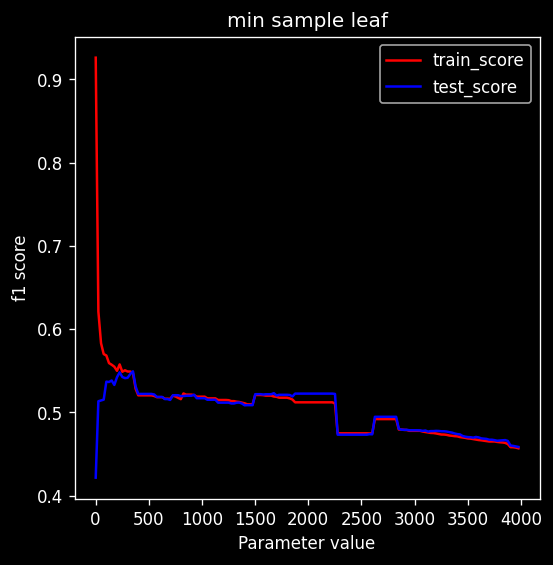 min sample leaf
train_score
test_score
f1 score
0.9
0.8
0.7
0.6
0.5
0.4
0 500 1000 1500 2000 2500 3000 3500 4000
Parameter value